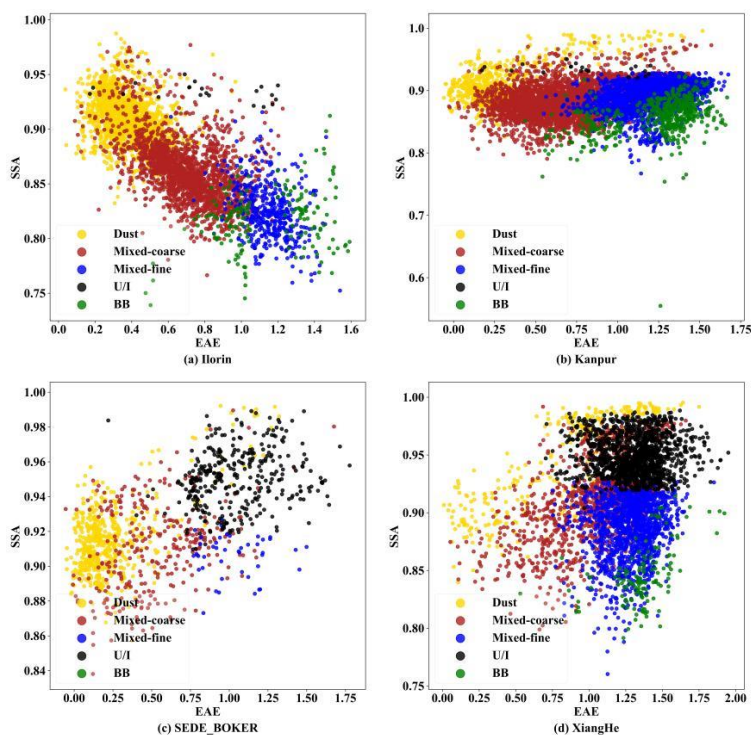 1.00
0.95
0.90
0.85
0.80
0.75
SSA
Dust
Mixed-coarse
Mixed-fine
U/I
BB
0.0 0.2 0.4 0.6 0.8 1.0 1.2 1.4 1.6
EAE
(a) Ilorin
1.0
0.9
0.8
0.7
0.6
SSA
Dust
Mixed-coarse
Mixed-fine
U/I
BB
0.00 0.25 0.50 0.75 1.00 1.25 1.50 1.75
EAE
(b) Kanpur
1.00
0.98
0.96
0.94
0.92
0.90
0.88
0.86
0.84
SSA
Dust
Mixed-coarse
Mixed-fine
U/I
BB
0.00 0.25 0.50 0.75 1.00 1.25 1.50 1.75
EAE
(c) SEDE_BOKER
1.00
0.95
0.90
0.85
0.80
0.75
SSA
Dust
Mixed-coarse
Mixed-fine
U/I
BB
0.00 0.25 0.50 0.75 1.00 1.25 1.50 1.75 2.00
EAE
(d) XiangHe